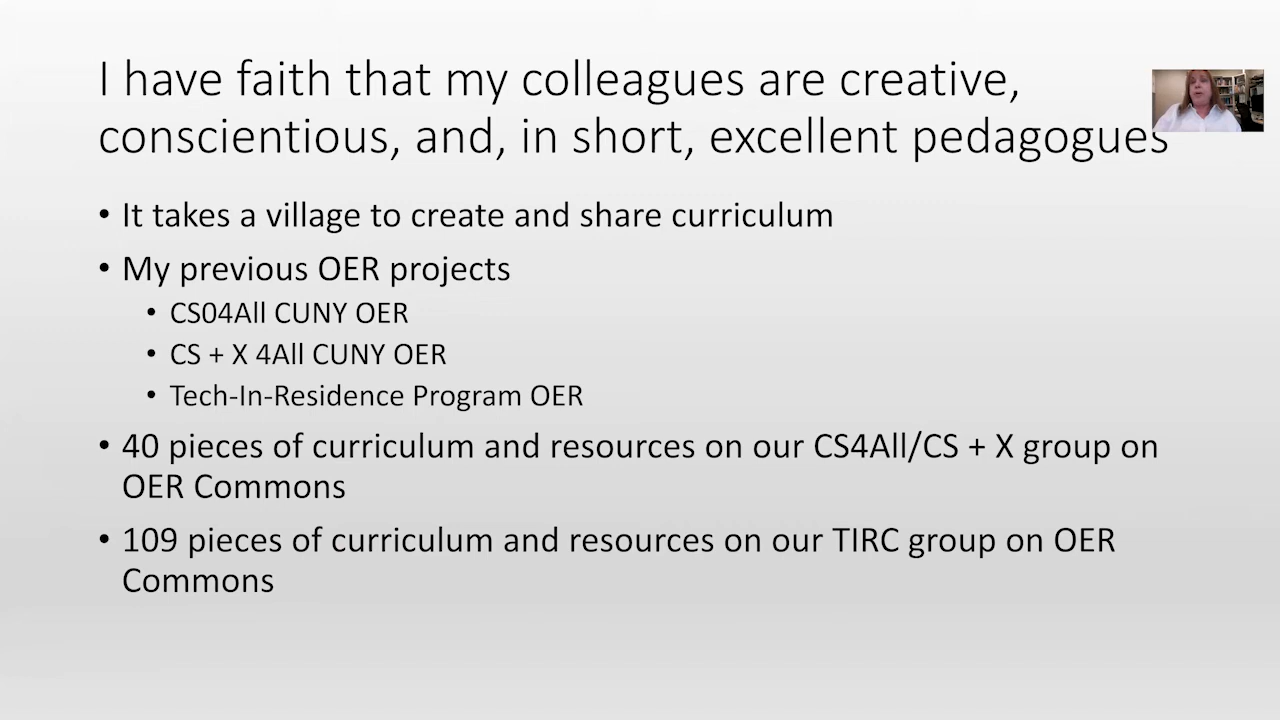 I have faith that my colleagues are creative,
conscientious, and, in short, excellent pedagogues
• It takes a village to create and share curriculum
• My previous OER projects
• CS04All CUNY OER
• CS + X 4All CUNY OER
• Tech-In-Residence Program OER
• 40 pieces of curriculum and resources on our CS4All/CS + X group on
OER Commons
• 109 pieces of curriculum and resources on our TIRC group on OER
Commons